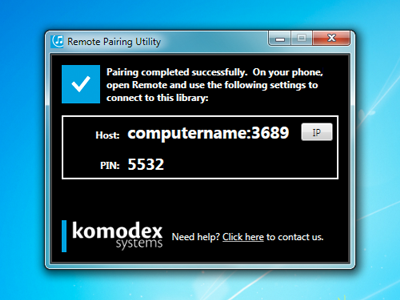 Remote Pairing Utility
Pairing completed successfully.  On your phone,
open Remote and use the following settings to
connect to this library:
Host: computername:3689 IP
PIN: 5532
komodex
systems
Need help? Click here to contact us.